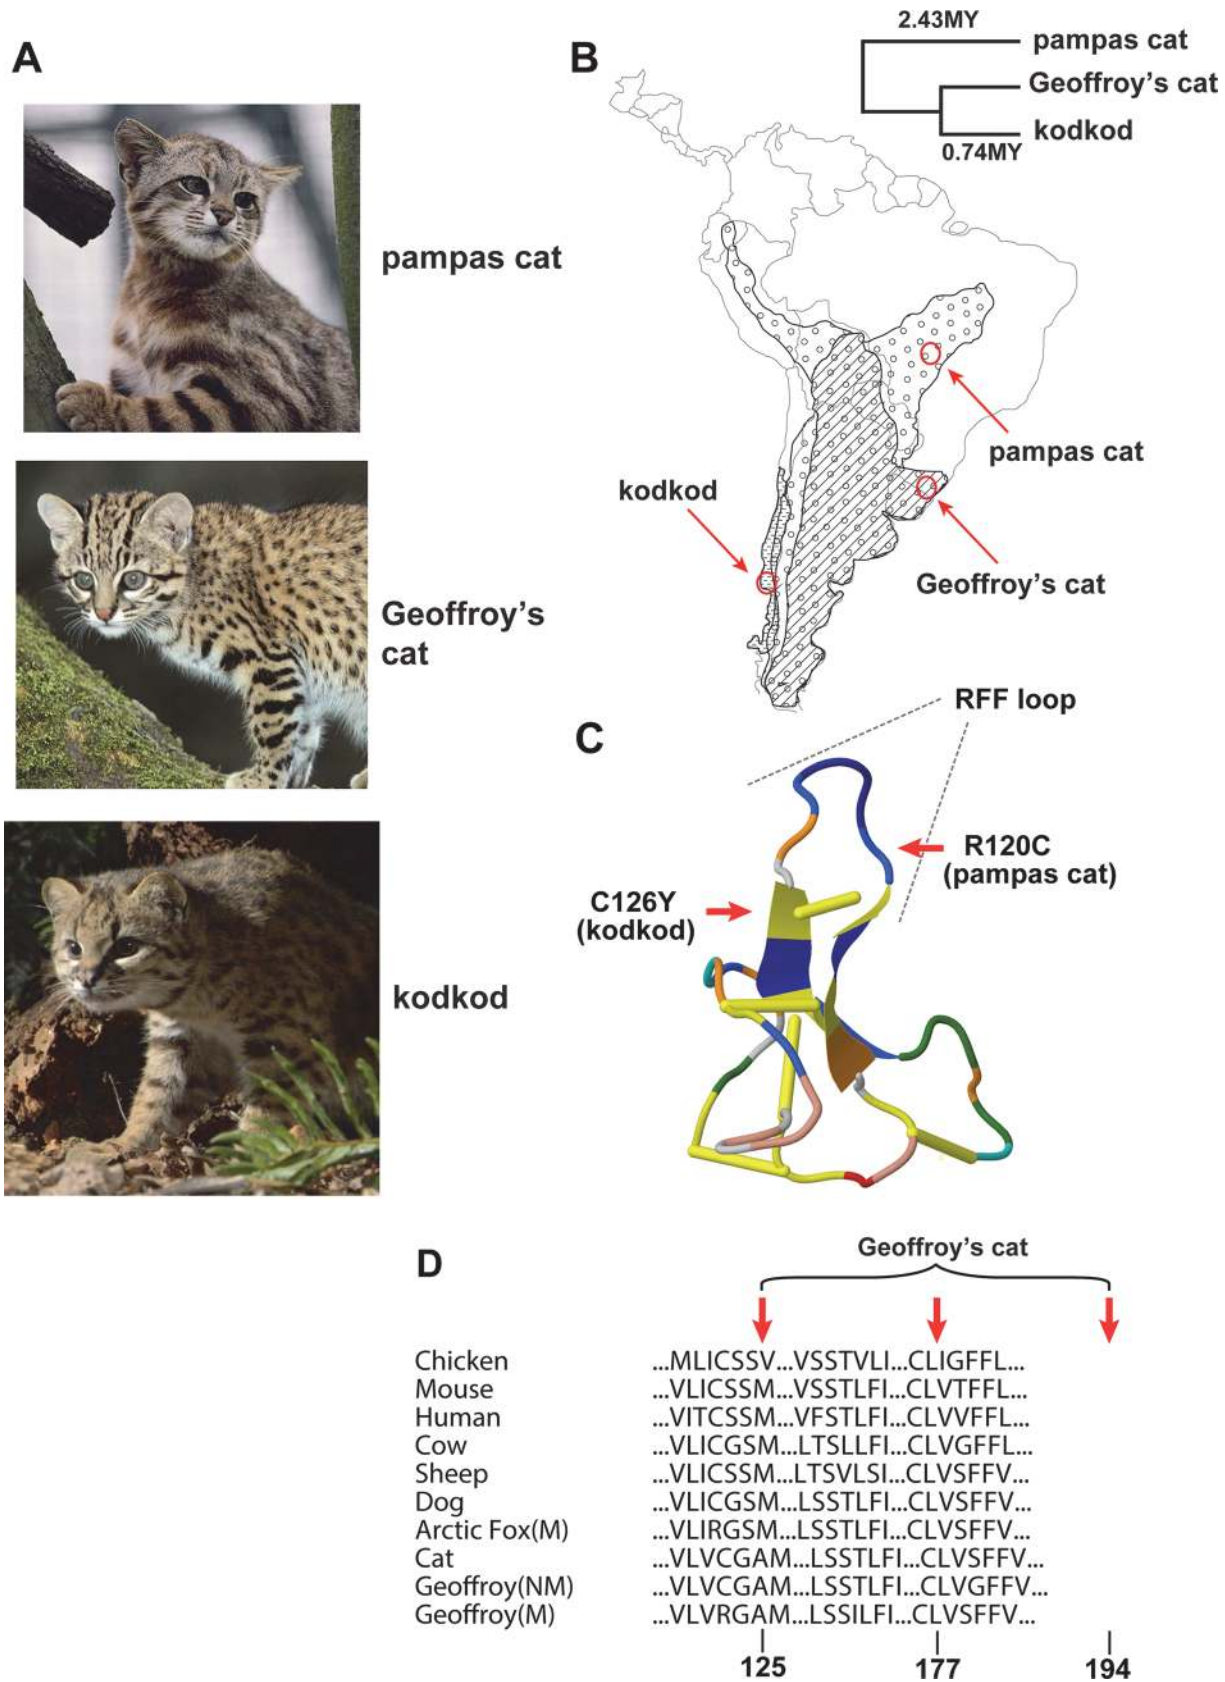 A
pampas cat
Geoffroy's
cat
kodkod
B
2.43MY
pampas cat
Geoffroy's cat
kodkod
0.74MY
kodkod
pampas cat
Geoffroy's cat
C
RFF loop
R120C
(pampas cat)
C126Y
(kodkod)
D
Geoffroy's cat
Chicken ...MLICSSV...VSSTVLI...CLIGFFL...
Mouse ...VLICSSM...VSSTLFI...CLVTFFL...
Human ...VITCSSM...VFSTLFI...CLVVFFL...
Cow ...VLICGSM...LTSLLFI...CLVGFFL...
Sheep ...VLICSSM...LTSVLSI...CLVSFFV...
Dog ...VLICGSM...LSSTLFI...CLVSFFV...
Arctic Fox(M) ...VLIRGSM...LSSTLFI...CLVSFFV...
Cat ...VLVCGAM...LSSTLFI...CLVSFFV...
Geoffroy(NM) ...VLVCGAM...LSSTLFI...CLVGFFV...
Geoffroy(M) ...VLVRGAM...LSSILFI...CLVSFFV...
125 177 194